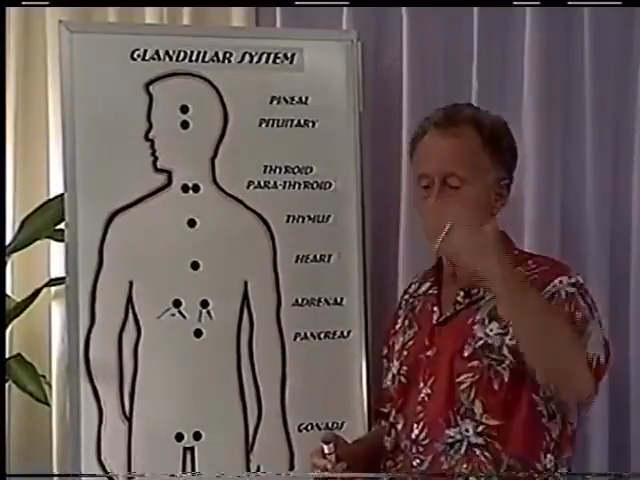 GLANDULAR SYSTEM
PINEAL
PITUITARY
THYROID
PARA-THYROID
THYMUS
HEART
ADRENAL
PANCREAS
GONADS